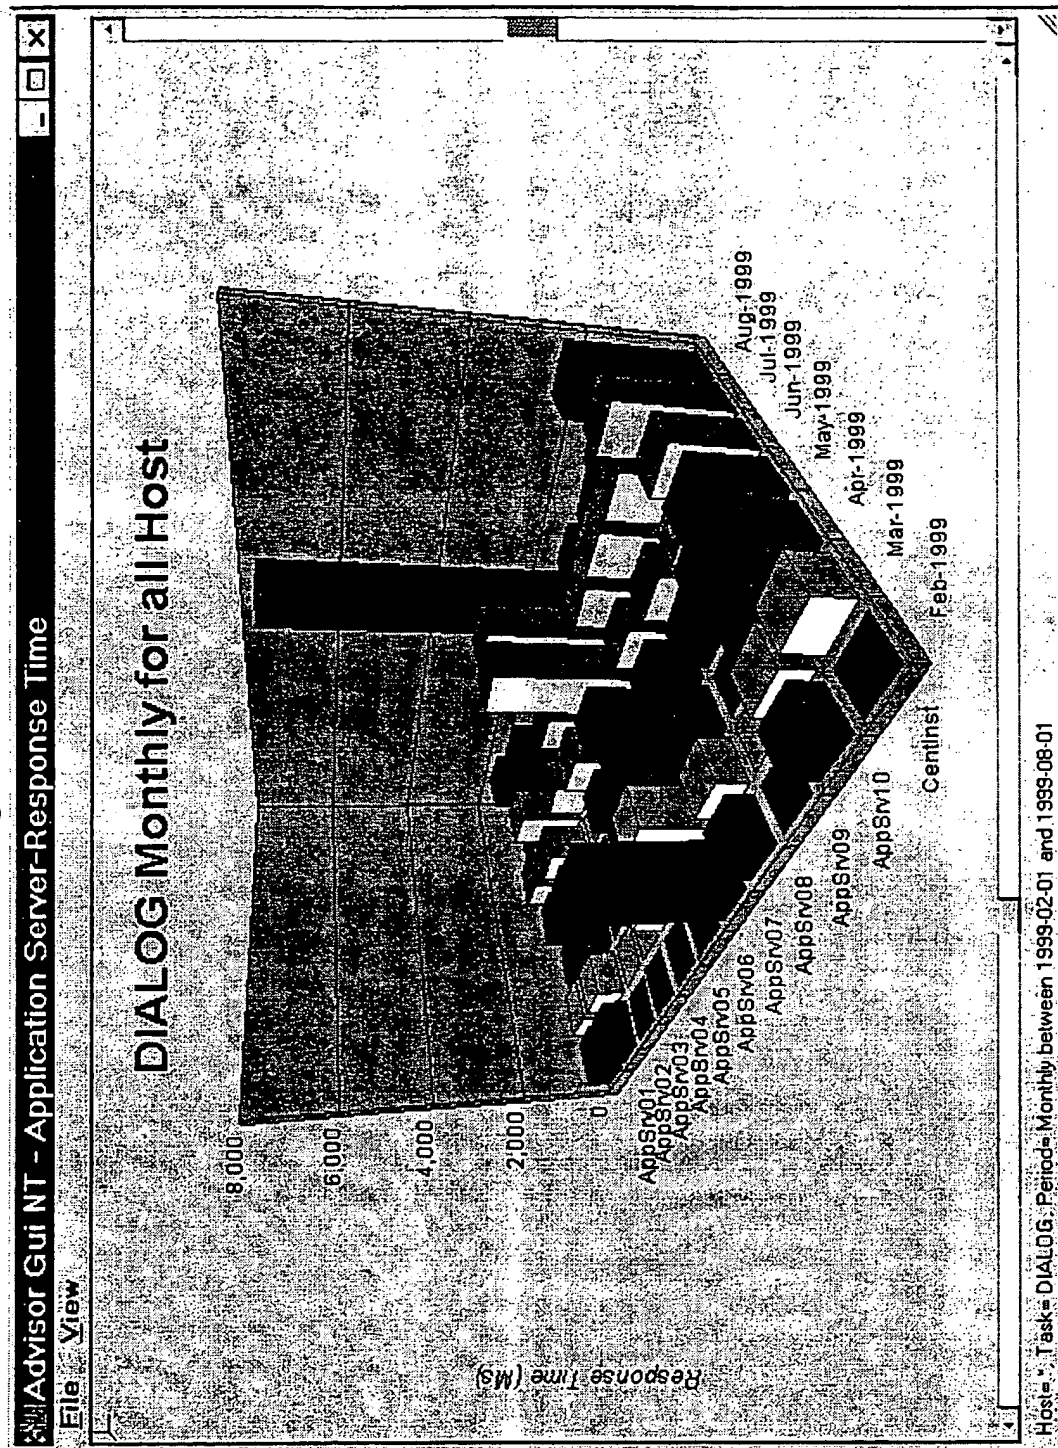 Advisor Gui NT - Application Server-Response Time
File View
DIALOG Monthly for all Host
8,000
6,000
4,000
2,000
0
Response Time (Ms)
AppSrv01
AppSrv02
AppSrv03
AppSrv04
AppSrv05
AppSrv06
AppSrv07
AppSrv08
AppSrv09
AppSrv10
CentInst
Feb-1999
Mar-1999
Apr-1999
May-1999
Jun-1999
Jul-1999
Aug-1999
Host= * Task= DIALOG Period= Monthly between 1999-02-01 and 1999-08-01